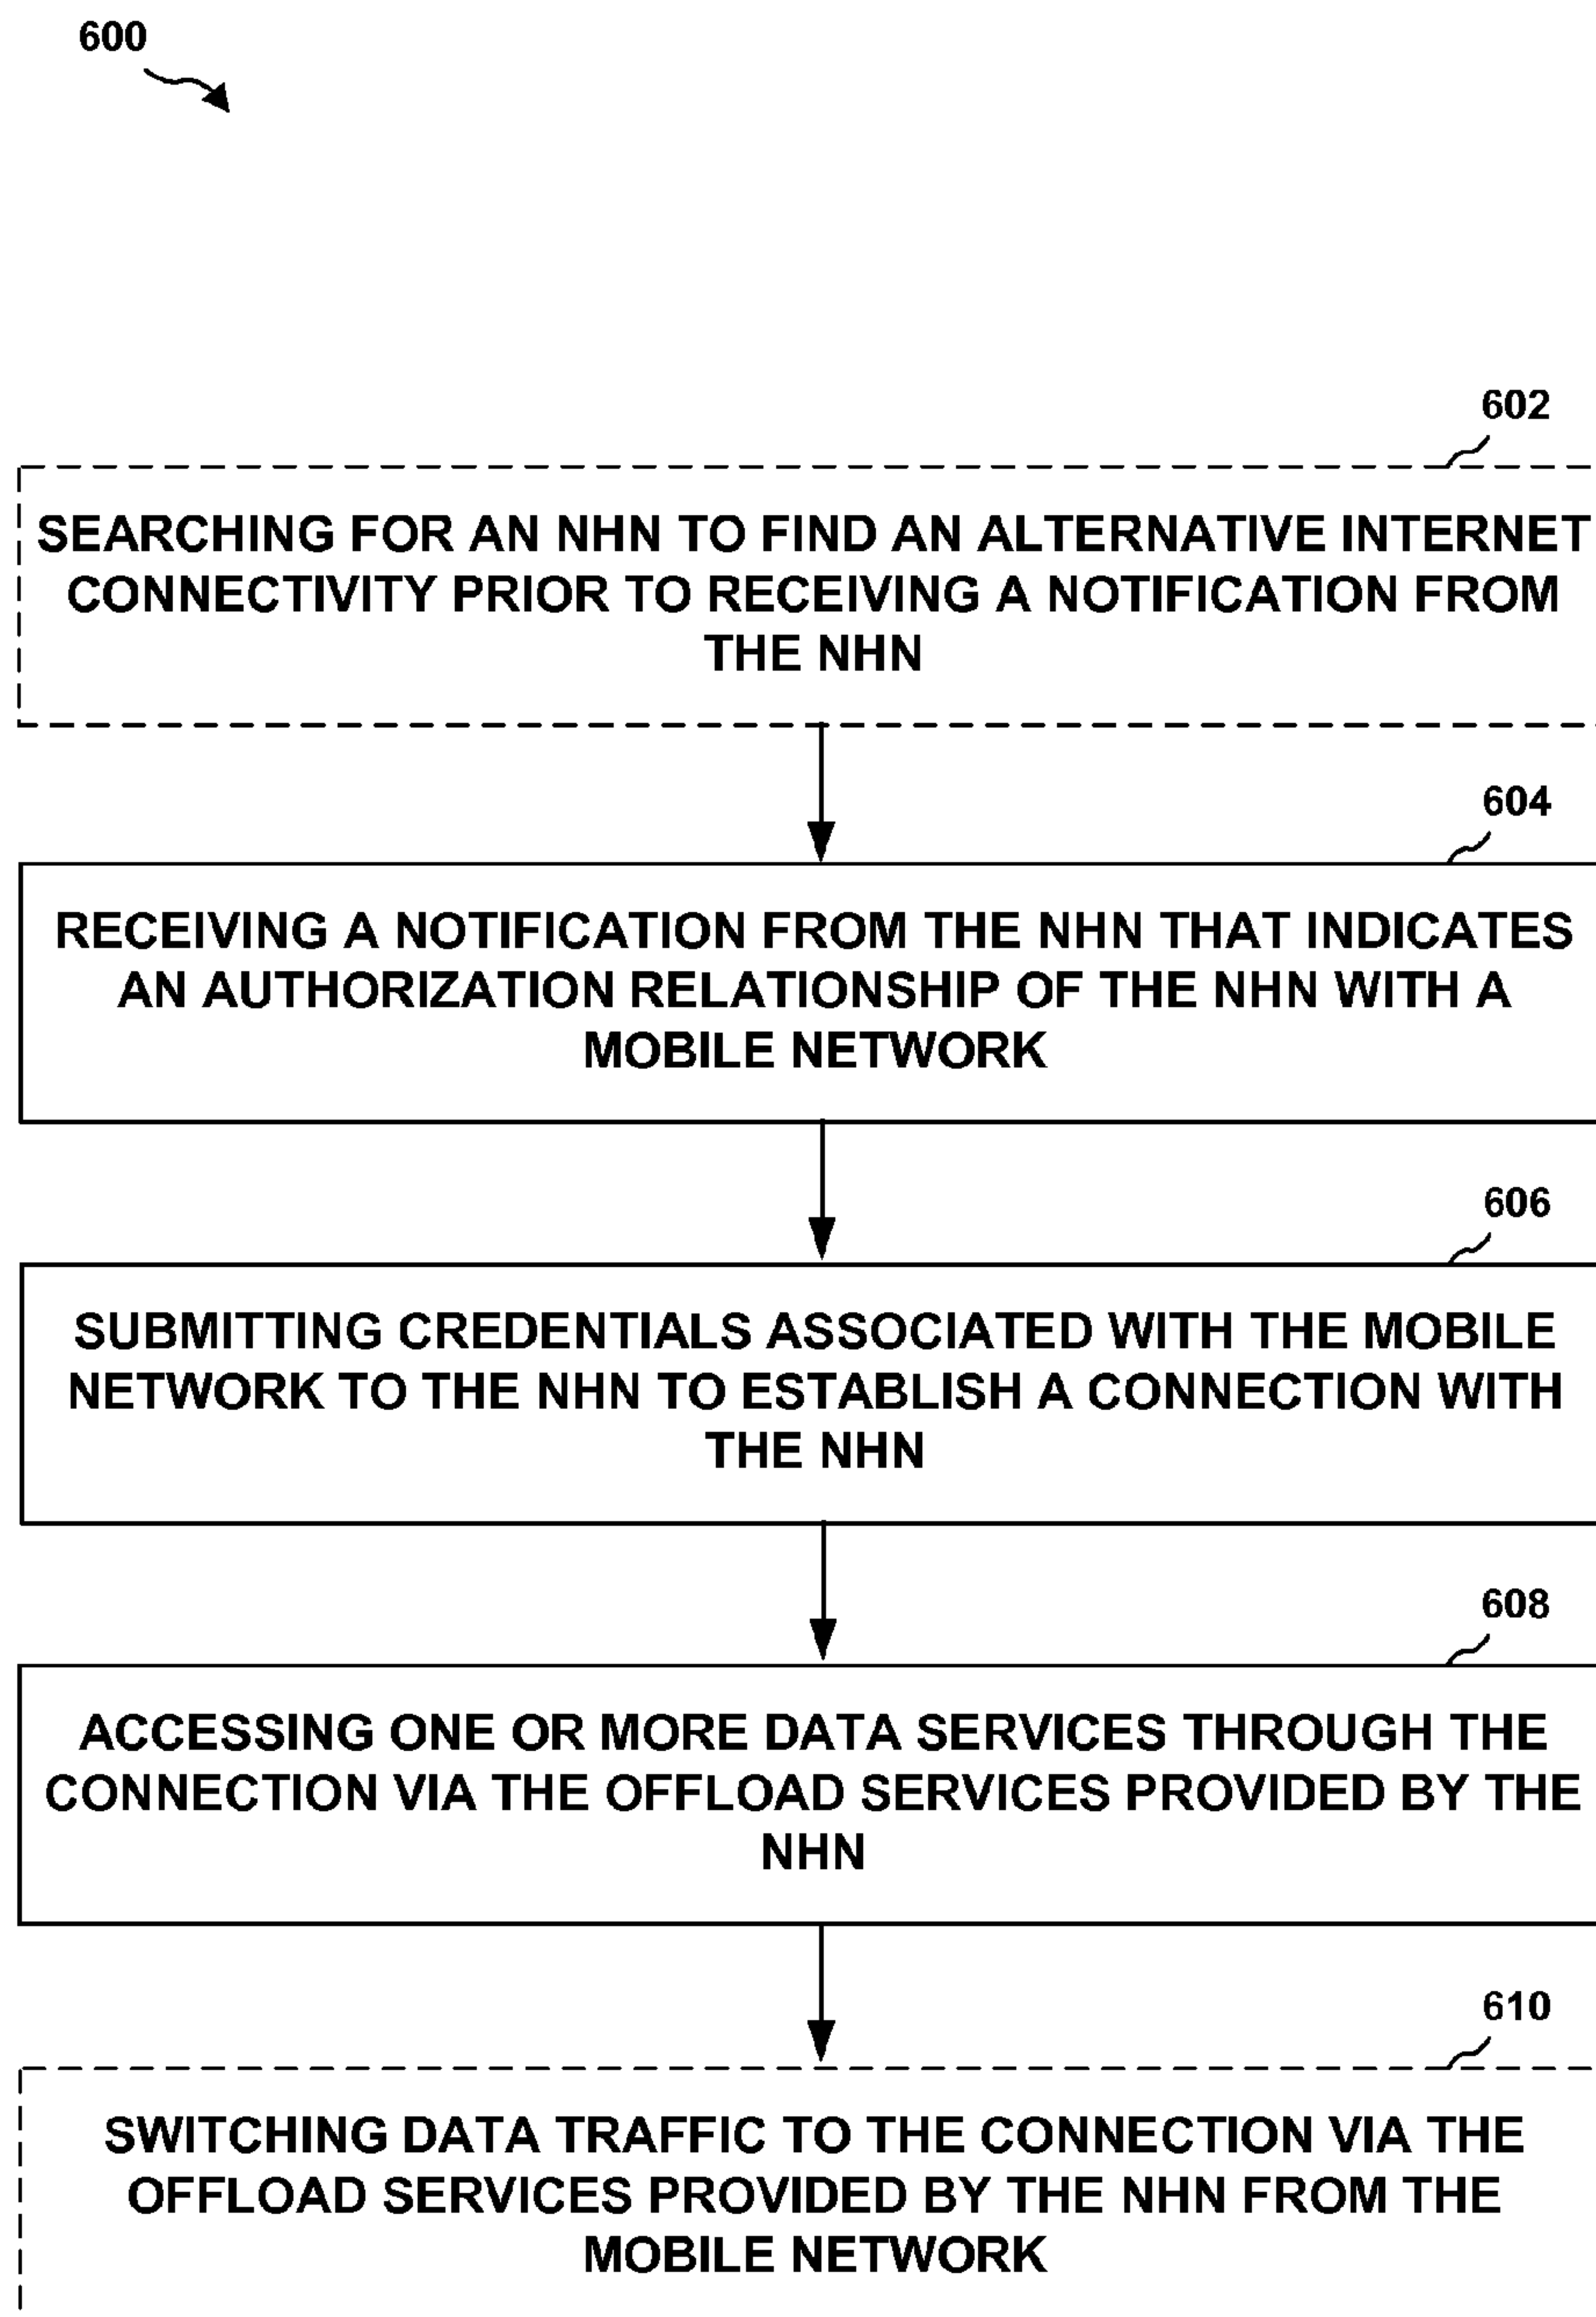 600
602
SEARCHING FOR AN NHN TO FIND AN ALTERNATIVE INTERNET
CONNECTIVITY PRIOR TO RECEIVING A NOTIFICATION FROM
THE NHN
604
RECEIVING A NOTIFICATION FROM THE NHN THAT INDICATES
AN AUTHORIZATION RELATIONSHIP OF THE NHN WITH A
MOBILE NETWORK
606
SUBMITTING CREDENTIALS ASSOCIATED WITH THE MOBILE
NETWORK TO THE NHN TO ESTABLISH A CONNECTION WITH
THE NHN
608
ACCESSING ONE OR MORE DATA SERVICES THROUGH THE
CONNECTION VIA THE OFFLOAD SERVICES PROVIDED BY THE
NHN
610
SWITCHING DATA TRAFFIC TO THE CONNECTION VIA THE
OFFLOAD SERVICES PROVIDED BY THE NHN FROM THE
MOBILE NETWORK